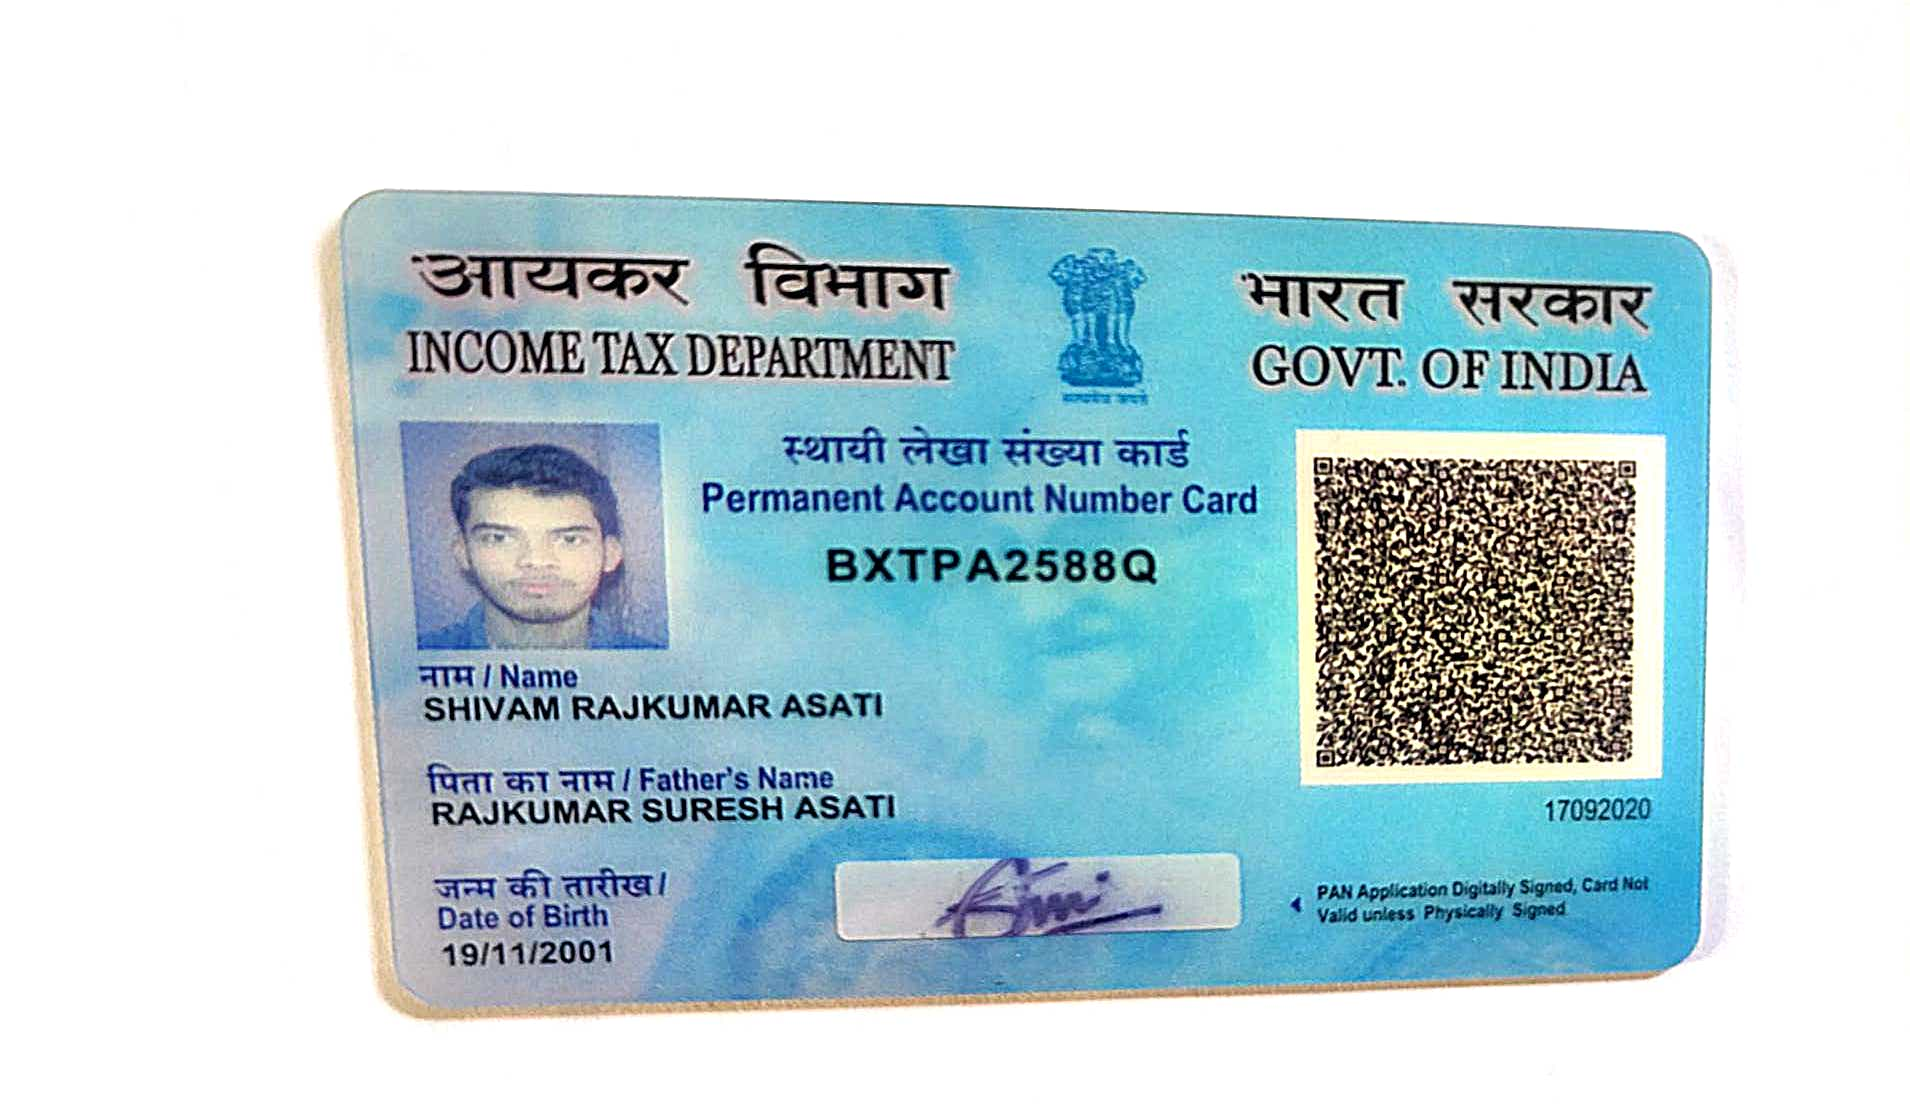 आयकर विभाग
INCOME TAX DEPARTMENT
भारत सरकार
GOVT. OF INDIA
सत्यमेव जयते
स्थायी लेखा संख्या कार्ड
Permanent Account Number Card
BXTPA2588Q
नाम / Name
SHIVAM RAJKUMAR ASATI
पिता का नाम / Father's Name
RAJKUMAR SURESH ASATI
जन्म की तारीख /
Date of Birth
19/11/2001
17092020
PAN Application Digitally Signed, Card Not
Valid unless Physically Signed